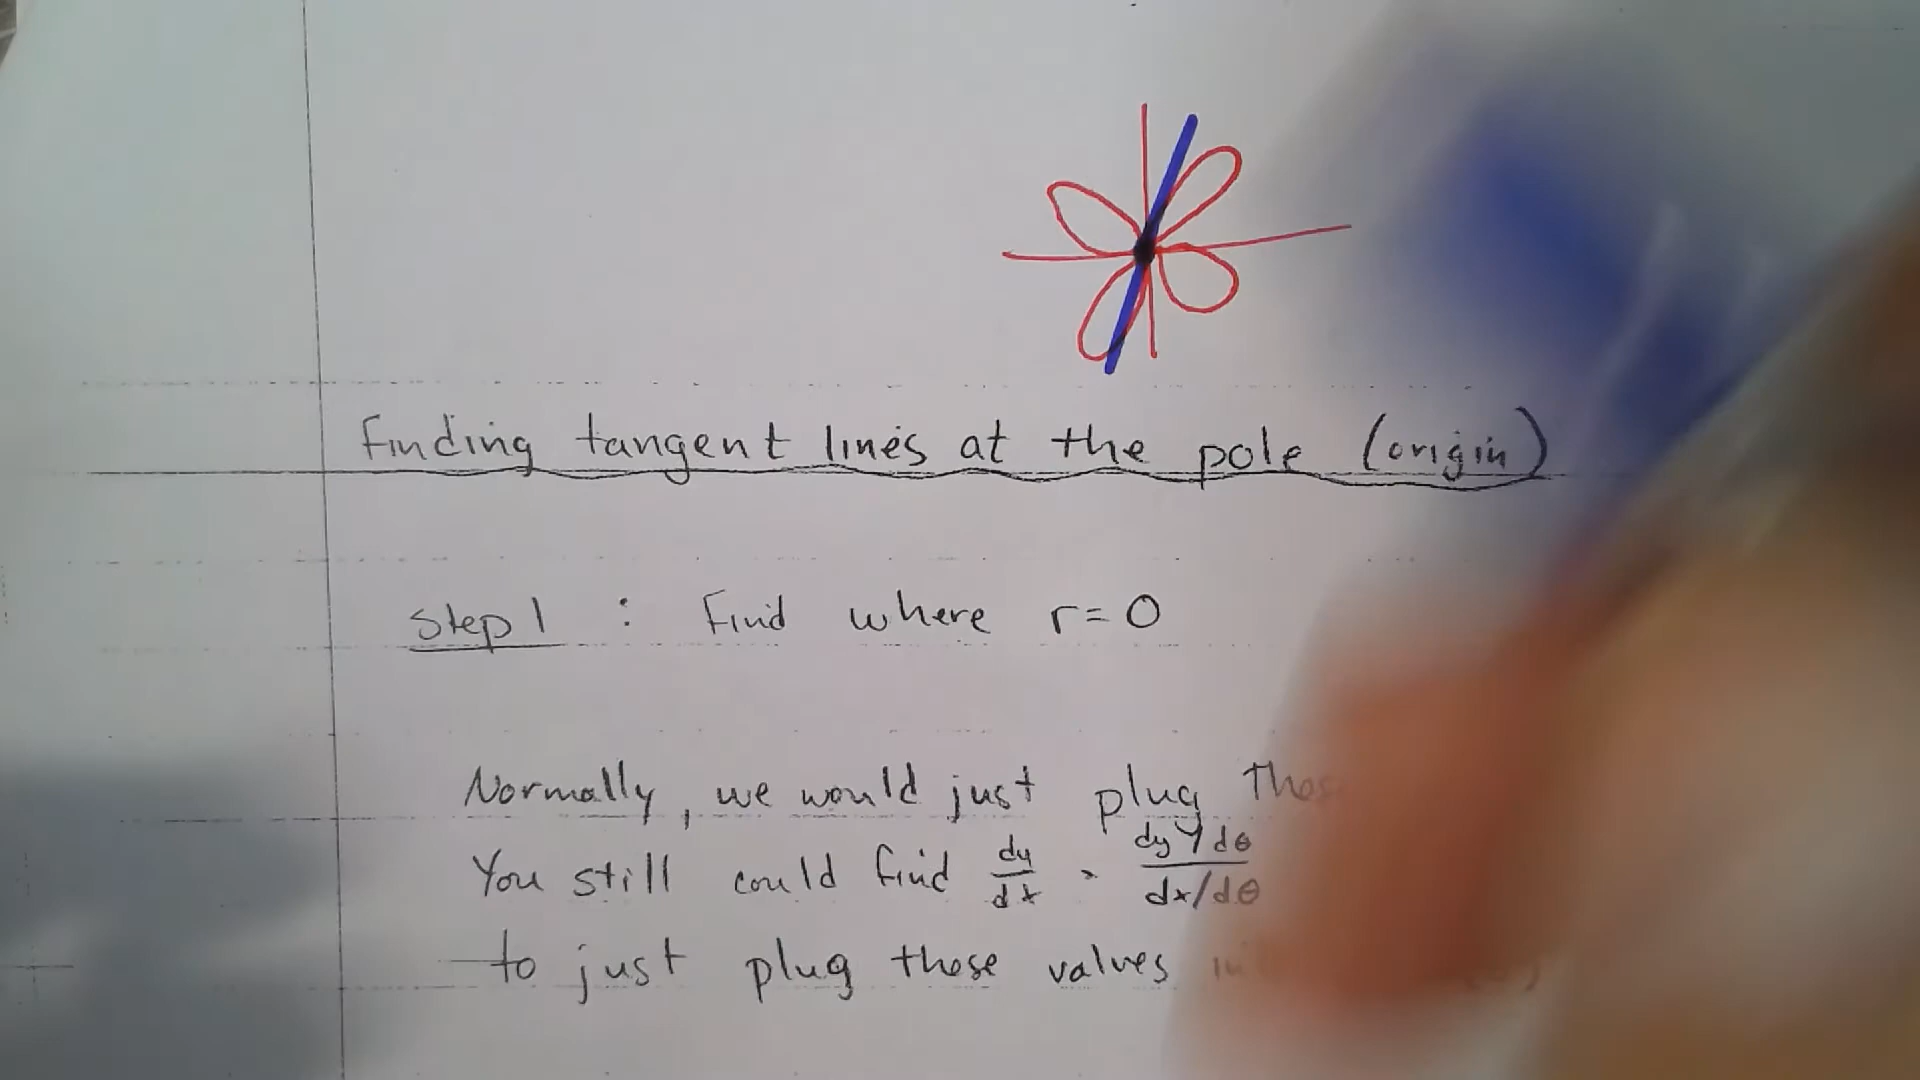 Finding tangent lines at the pole (origin)
Step 1 : Find where r=0
Normally, we would just plug
You still could find dy/dx = dy/dθ / dx/dθ
to just plug these values